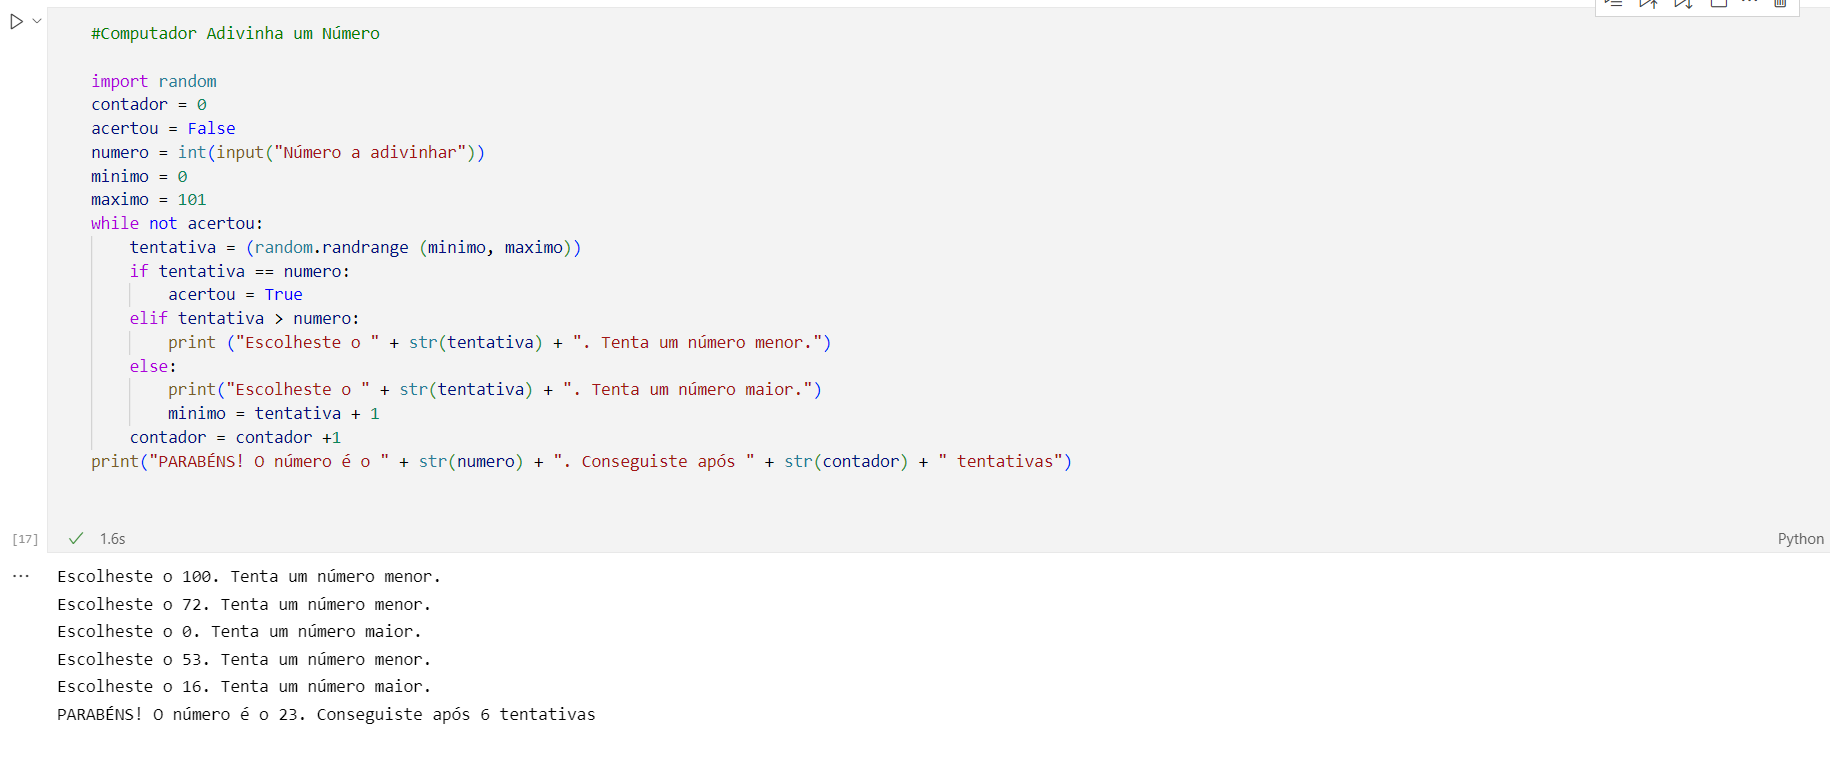 #Computador Adivinha um Número
import random
contador = 0
acertou = False
numero = int(input("Número a adivinhar"))
minimo = 0
maximo = 101
while not acertou:
    tentativa = (random.randrange (minimo, maximo))
    if tentativa == numero:
        acertou = True
    elif tentativa > numero:
        print ("Escolheste o " + str(tentativa) + ". Tenta um número menor.")
    else:
        print("Escolheste o " + str(tentativa) + ". Tenta um número maior.")
        minimo = tentativa + 1
    contador = contador +1
print("PARABÉNS! O número é o " + str(numero) + ". Conseguiste após " + str(contador) + " tentativas")
[17] 1.6s Python
Escolheste o 100. Tenta um número menor.
Escolheste o 72. Tenta um número menor.
Escolheste o 0. Tenta um número maior.
Escolheste o 53. Tenta um número menor.
Escolheste o 16. Tenta um número maior.
PARABÉNS! O número é o 23. Conseguiste após 6 tentativas